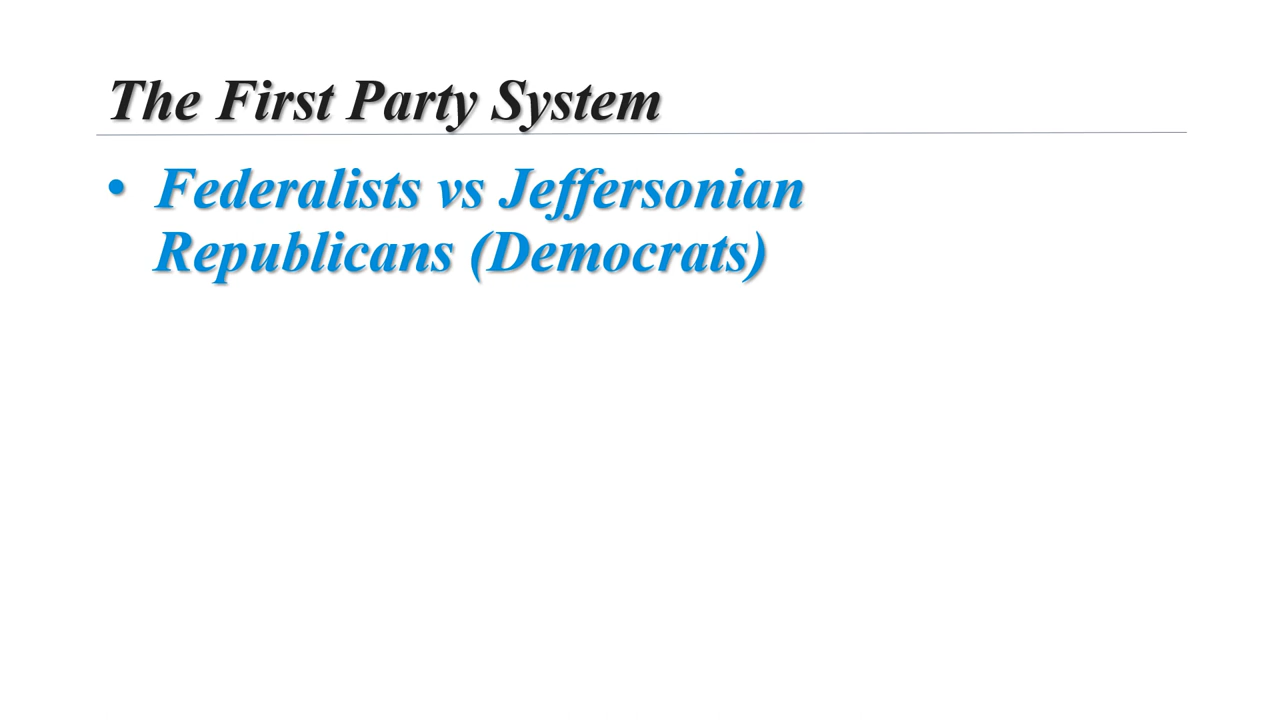 The First Party System
• Federalists vs Jeffersonian
Republicans (Democrats)